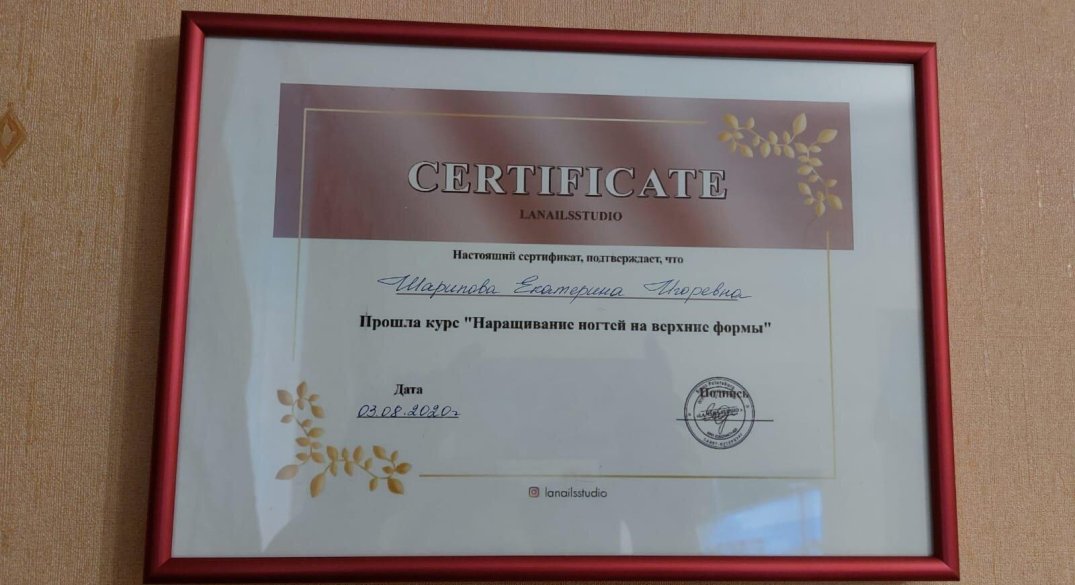 CERTIFICATE
LANAILSSTUDIO
Настоящий сертификат, подтверждает, что
Шарипова Екатерина Игоревна
Прошла курс "Наращивание ногтей на верхние формы"
Дата
03.08.2020г
Подпись
lanailsstudio